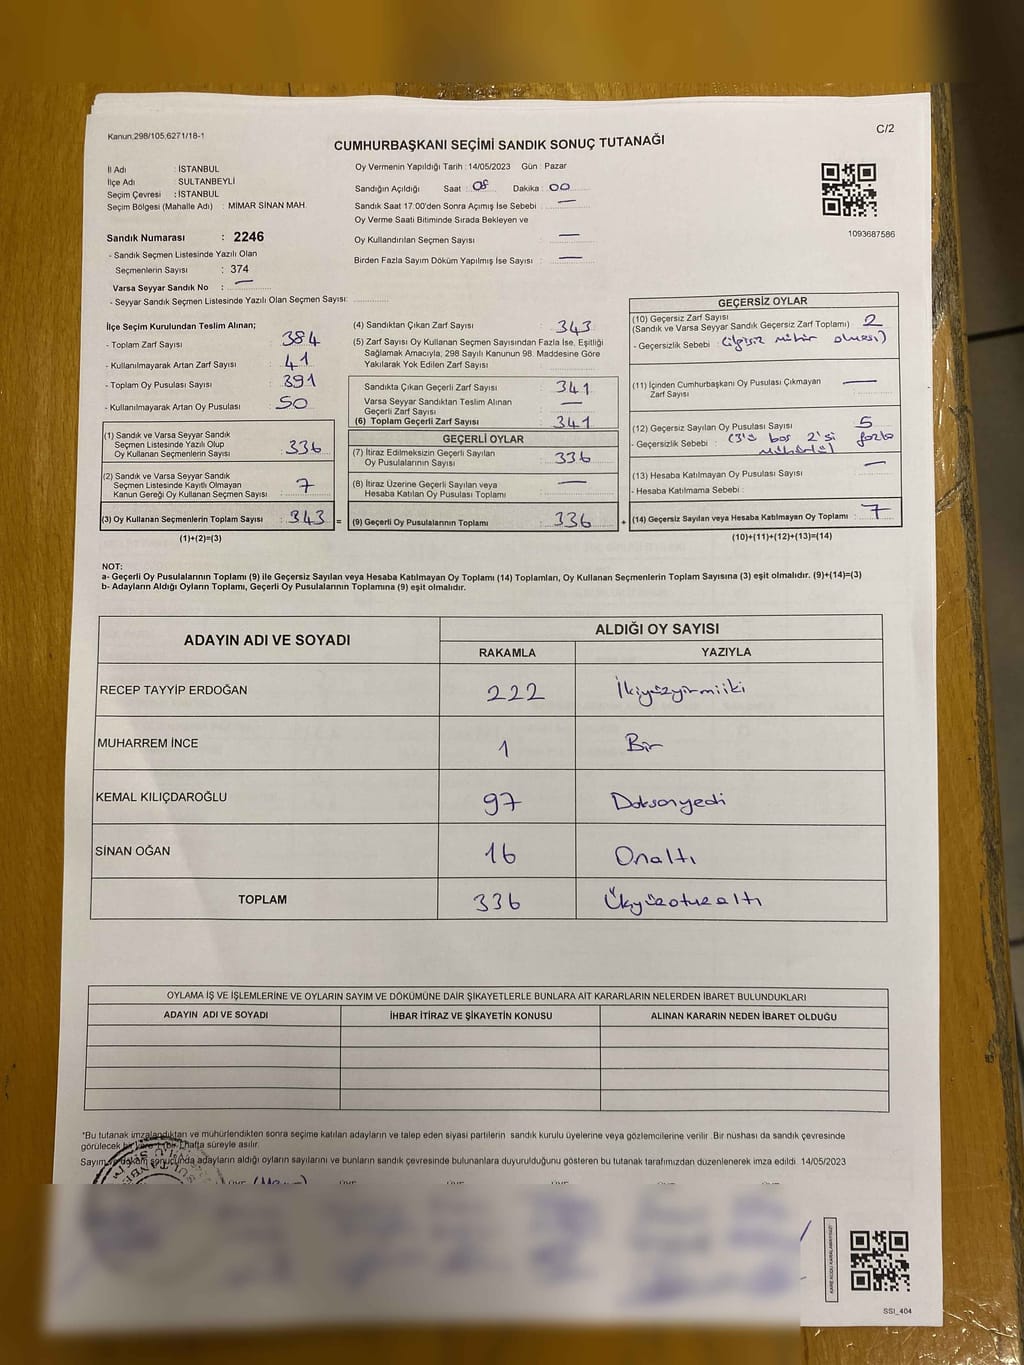 Kanun,298/105,6271/18-1
C/2
CUMHURBAŞKANI SEÇİMİ SANDIK SONUÇ TUTANAĞI
İl Adı : İSTANBUL
İlçe Adı : SULTANBEYLİ
Seçim Çevresi : İSTANBUL
Seçim Bölgesi (Mahalle Adı) : MİMAR SİNAN MAH.
Sandık Numarası : 2246
- Sandık Seçmen Listesinde Yazılı Olan
Seçmenlerin Sayısı : 374
Varsa Seyyar Sandık No : —
- Seyyar Sandık Seçmen Listesinde Yazılı Olan Seçmen Sayısı:
Oy Vermenin Yapıldığı Tarih : 14/05/2023 Gün : Pazar
Sandığın Açıldığı Saat : 08 Dakika : 00
Sandık Saat 17.00'den Sonra Açımış İse Sebebi : —
Oy Verme Saati Bitiminde Sırada Bekleyen ve
Oy Kullandırılan Seçmen Sayısı : —
Birden Fazla Sayım Döküm Yapılmış İse Sayısı : —
1093687586
İlçe Seçim Kurulundan Teslim Alınan;
- Toplam Zarf Sayısı : 384
- Kullanılmayarak Artan Zarf Sayısı : 41
- Toplam Oy Pusulası Sayısı : 391
- Kullanılmayarak Artan Oy Pusulası : 50
(1) Sandık ve Varsa Seyyar Sandık
Seçmen Listesinde Yazılı Olup
Oy Kullanan Seçmenlerin Sayısı : 336
(2) Sandık ve Varsa Seyyar Sandık
Seçmen Listesinde Kayıtlı Olmayan
Kanun Gereği Oy Kullanan Seçmen Sayısı : 7
(3) Oy Kullanan Seçmenlerin Toplam Sayısı : 343 =
(1)+(2)=(3)
(4) Sandıktan Çıkan Zarf Sayısı : 343
(5) Zarf Sayısı Oy Kullanan Seçmen Sayısından Fazla İse, Eşitliği
Sağlamak Amacıyla, 298 Sayılı Kanunun 98. Maddesine Göre
Yakılarak Yok Edilen Zarf Sayısı :
Sandıkta Çıkan Geçerli Zarf Sayısı : 341
Varsa Seyyar Sandıktan Teslim Alınan
Geçerli Zarf Sayısı : —
(6) Toplam Geçerli Zarf Sayısı : 341
GEÇERLİ OYLAR
(7) İtiraz Edilmeksizin Geçerli Sayılan
Oy Pusulalarının Sayısı : 336
(8) İtiraz Üzerine Geçerli Sayılan veya
Hesaba Katılan Oy Pusulası Toplamı : —
(9) Geçerli Oy Pusulalarının Toplamı : 336 +
GEÇERSİZ OYLAR
(10) Geçersiz Zarf Sayısı
(Sandık ve Varsa Seyyar Sandık Geçersiz Zarf Toplamı) : 2
- Geçersizlik Sebebi : (ilgisiz mühür olması)
(11) İçinden Cumhurbaşkanı Oy Pusulası Çıkmayan
Zarf Sayısı : —
(12) Geçersiz Sayılan Oy Pusulası Sayısı : 5
- Geçersizlik Sebebi : (3'ü boş 2'si fazla
mühürlü)
(13) Hesaba Katılmayan Oy Pusulası Sayısı : —
- Hesaba Katılmama Sebebi :
(14) Geçersiz Sayılan veya Hesaba Katılmayan Oy Toplamı : 7
(10)+(11)+(12)+(13)=(14)
NOT:
a- Geçerli Oy Pusulalarının Toplamı (9) ile Geçersiz Sayılan veya Hesaba Katılmayan Oy Toplamı (14) Toplamları, Oy Kullanan Seçmenlerin Toplam Sayısına (3) eşit olmalıdır. (9)+(14)=(3)
b- Adayların Aldığı Oyların Toplamı, Geçerli Oy Pusulalarının Toplamına (9) eşit olmalıdır.
ADAYIN ADI VE SOYADI ALDIĞI OY SAYISI
RAKAMLA YAZIYLA
RECEP TAYYİP ERDOĞAN 222 İkiyüzyirmiiki
MUHARREM İNCE 1 Bir
KEMAL KILIÇDAROĞLU 97 Doksanyedi
SİNAN OĞAN 16 Onaltı
TOPLAM 336 Üçyüzotuzaltı
OYLAMA İŞ VE İŞLEMLERİNE VE OYLARIN SAYIM VE DÖKÜMÜNE DAİR ŞİKAYETLERLE BUNLARA AİT KARARLARIN NELERDEN İBARET BULUNDUKLARI
ADAYIN ADI VE SOYADI İHBAR İTİRAZ VE ŞİKAYETİN KONUSU ALINAN KARARIN NEDEN İBARET OLDUĞU
*Bu tutanak imzalandıktan ve mühürlendikten sonra seçime katılan adayların ve talep eden siyasi partilerin sandık kurulu üyelerine veya gözlemcilerine verilir. Bir nüshası da sandık çevresinde
görülecek bir yere 1 bir hafta süreyle asılır.
Sayım ve döküm sonucunda adayların aldığı oyların sayılarını ve bunların sandık çevresinde bulunanlara duyurulduğunu gösteren bu tutanak tarafımızdan düzenlenerek imza edildi 14/05/2023
KARE KODU KARALAMAYINIZ!
SSI_404